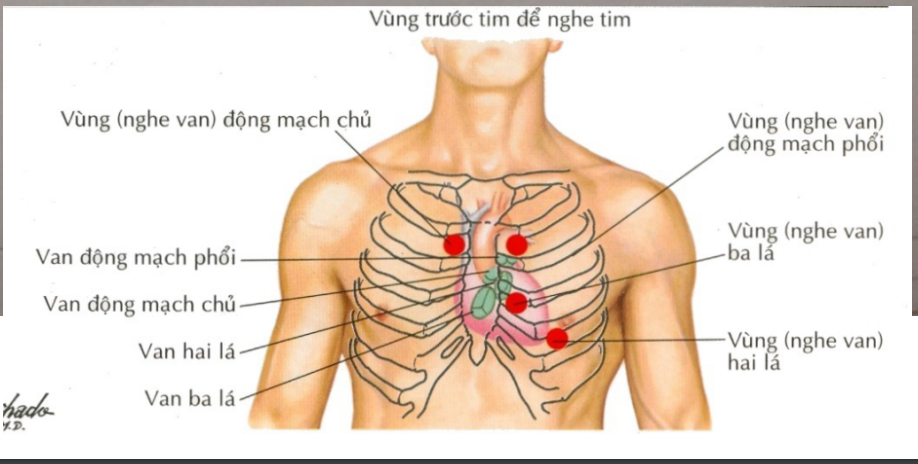 Vùng trước tim để nghe tim
Vùng (nghe van) động mạch chủ
Vùng (nghe van)
động mạch phổi
Vùng (nghe van)
ba lá
Van động mạch phổi
Van động mạch chủ
Vùng (nghe van)
hai lá
Van hai lá
Van ba lá